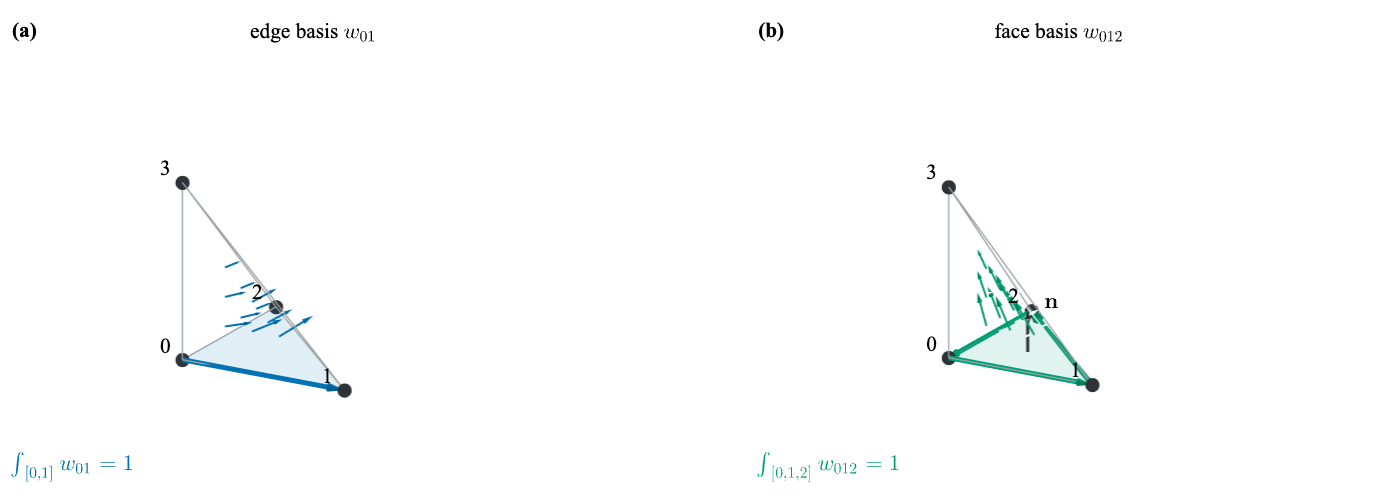 (a) edge basis w₀₁
3
2
0
1
∫[0,1] w₀₁ = 1
(b) face basis w₀₁₂
3
2 n
0
1
∫[0,1,2] w₀₁₂ = 1